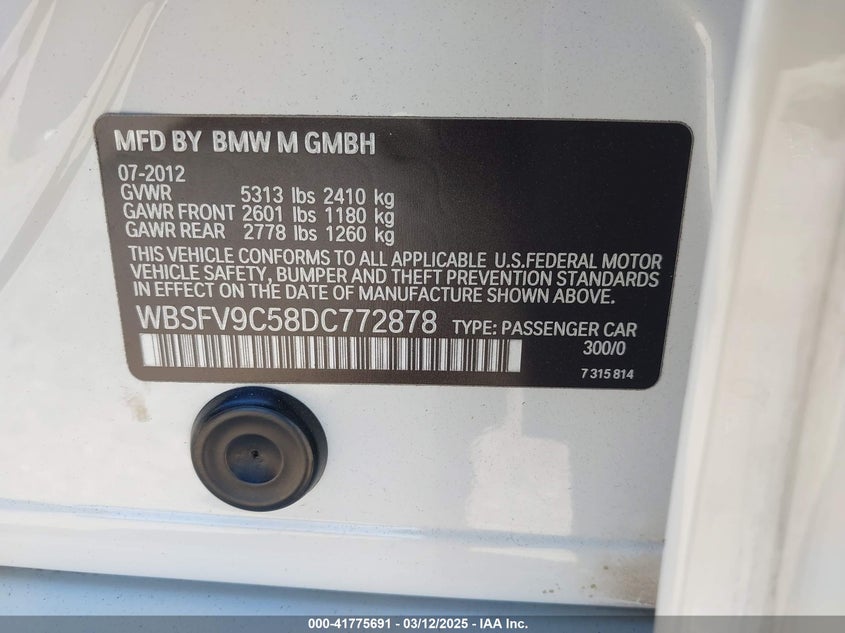 MFD BY BMW M GMBH
07-2012
GVWR 5313 lbs 2410 kg
GAWR FRONT 2601 lbs 1180 kg
GAWR REAR 2778 lbs 1260 kg
THIS VEHICLE CONFORMS TO ALL APPLICABLE U.S.FEDERAL MOTOR
VEHICLE SAFETY, BUMPER AND THEFT PREVENTION STANDARDS
IN EFFECT ON THE DATE OF MANUFACTURE SHOWN ABOVE.
WBSFV9C58DC772878 TYPE: PASSENGER CAR
300/0
7 315 814
000-41775691 - 03/12/2025 - IAA Inc.